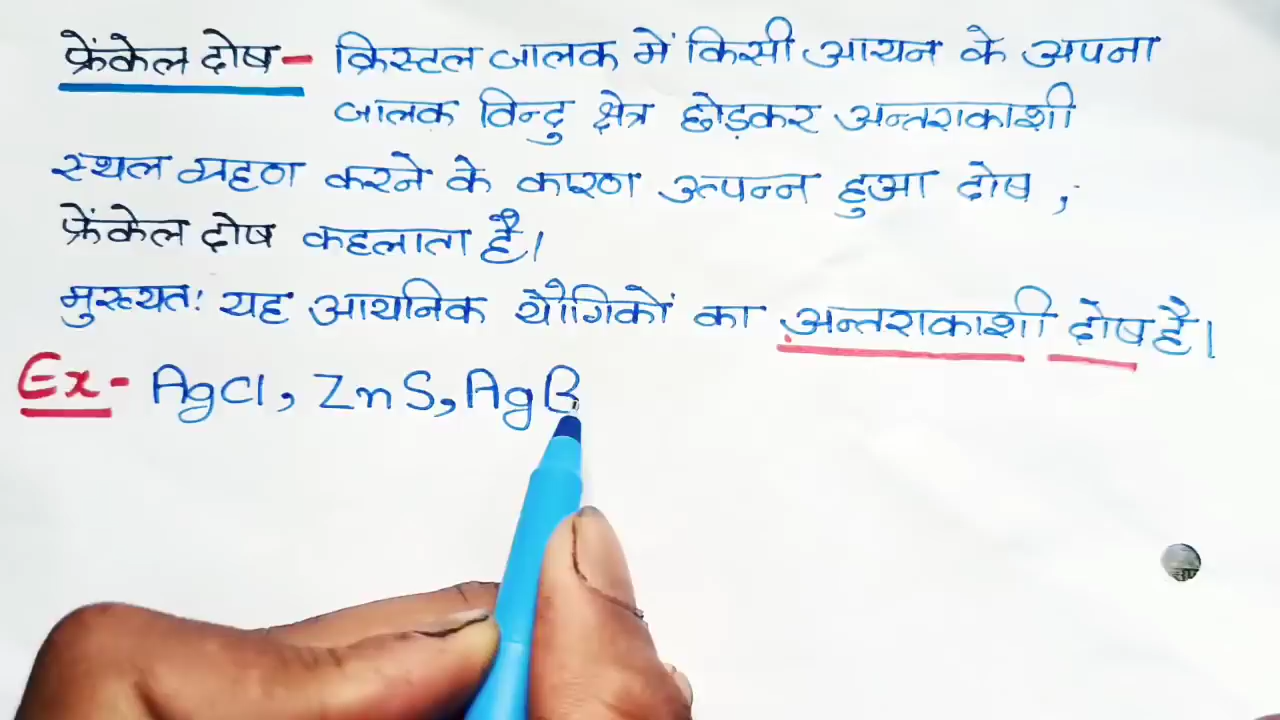 फ्रेंकेल दोष - क्रिस्टल जालक में किसी आयन के अपना
जालक विन्दु क्षेत्र छोड़कर अन्तराकाशी
स्थल ग्रहण करने के कारण उत्पन्न हुआ दोष ,
फ्रेंकेल दोष कहलाता है।
मुख्यतः यह आयनिक यौगिकों का अन्तराकाशी दोष है।
Ex- AgCl, ZnS, AgB